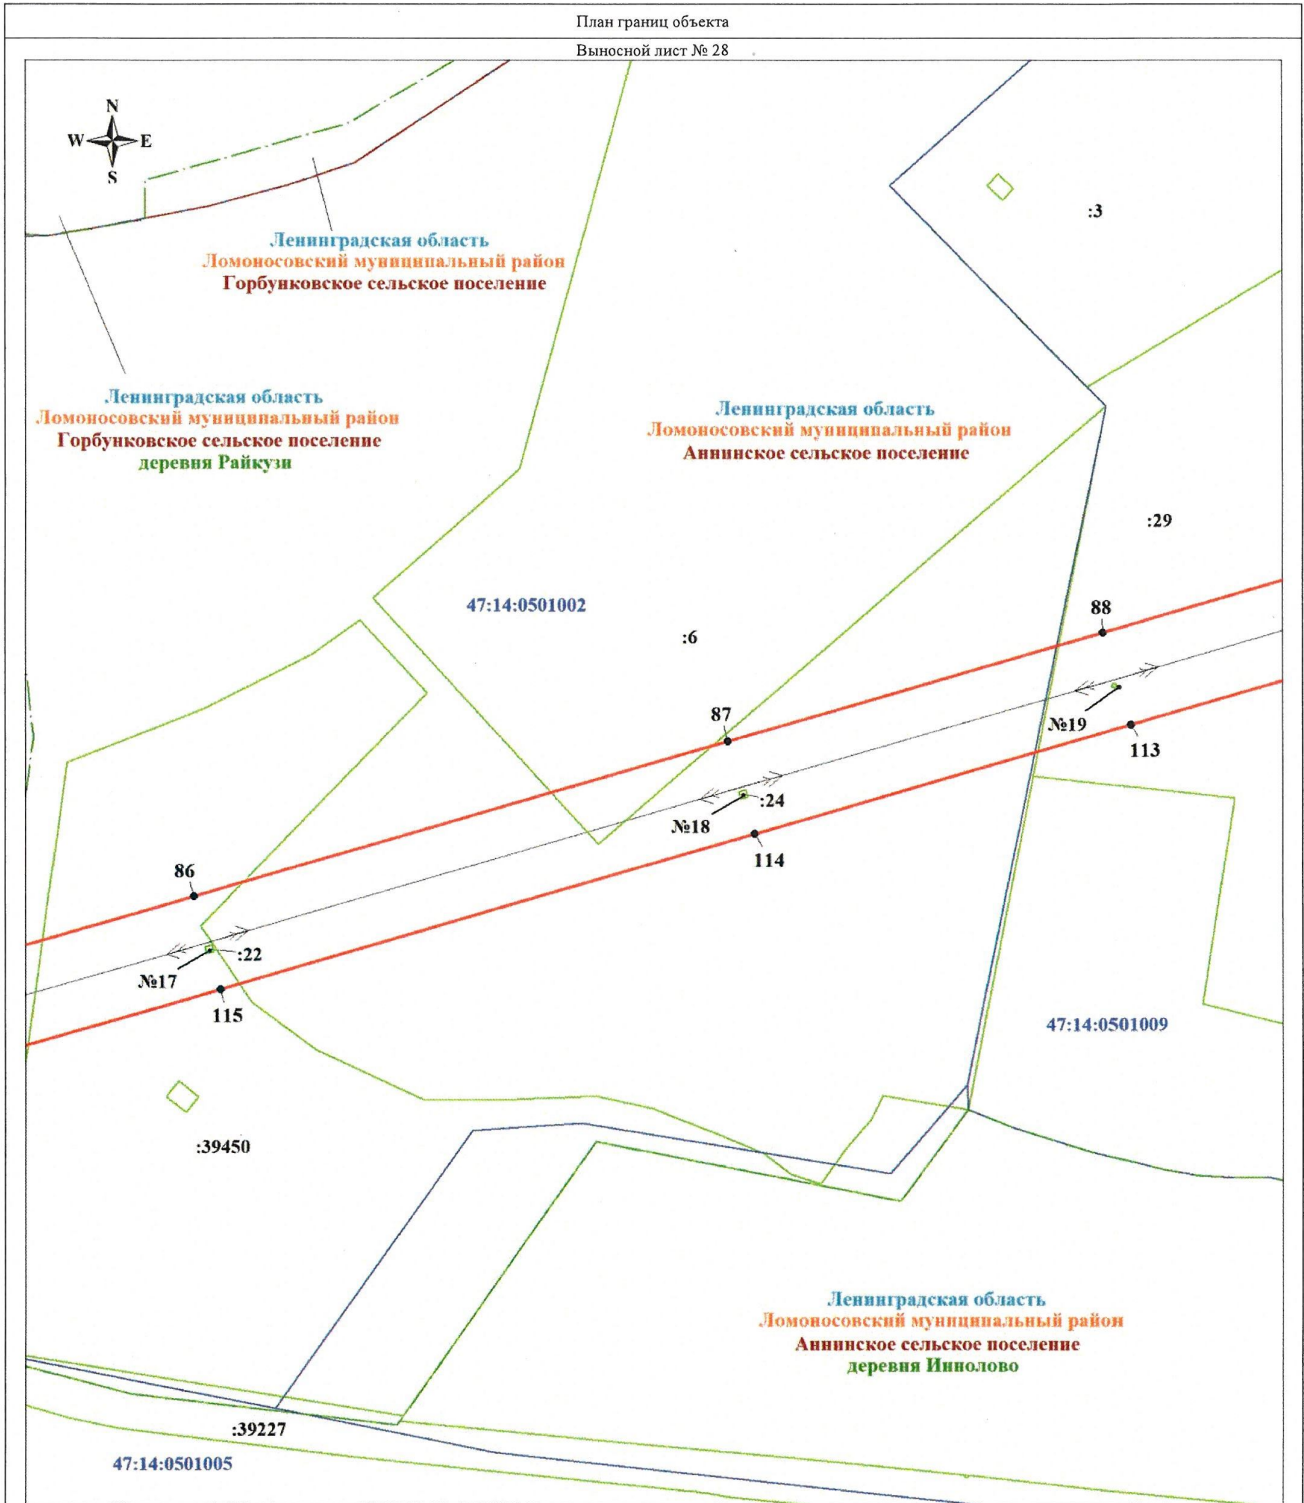 План границ объекта
Выносной лист № 28
N
W E
S
:3
Ленинградская область
Ломоносовский муниципальный район
Горбунковское сельское поселение
Ленинградская область
Ломоносовский муниципальный район
Горбунковское сельское поселение
деревня Райкузи
Ленинградская область
Ломоносовский муниципальный район
Аннинское сельское поселение
:29
47:14:0501002
88
:6
87
№19
113
:24
№18
114
86
:22
№17
115
47:14:0501009
:39450
Ленинградская область
Ломоносовский муниципальный район
Аннинское сельское поселение
деревня Иннолово
:39227
47:14:0501005